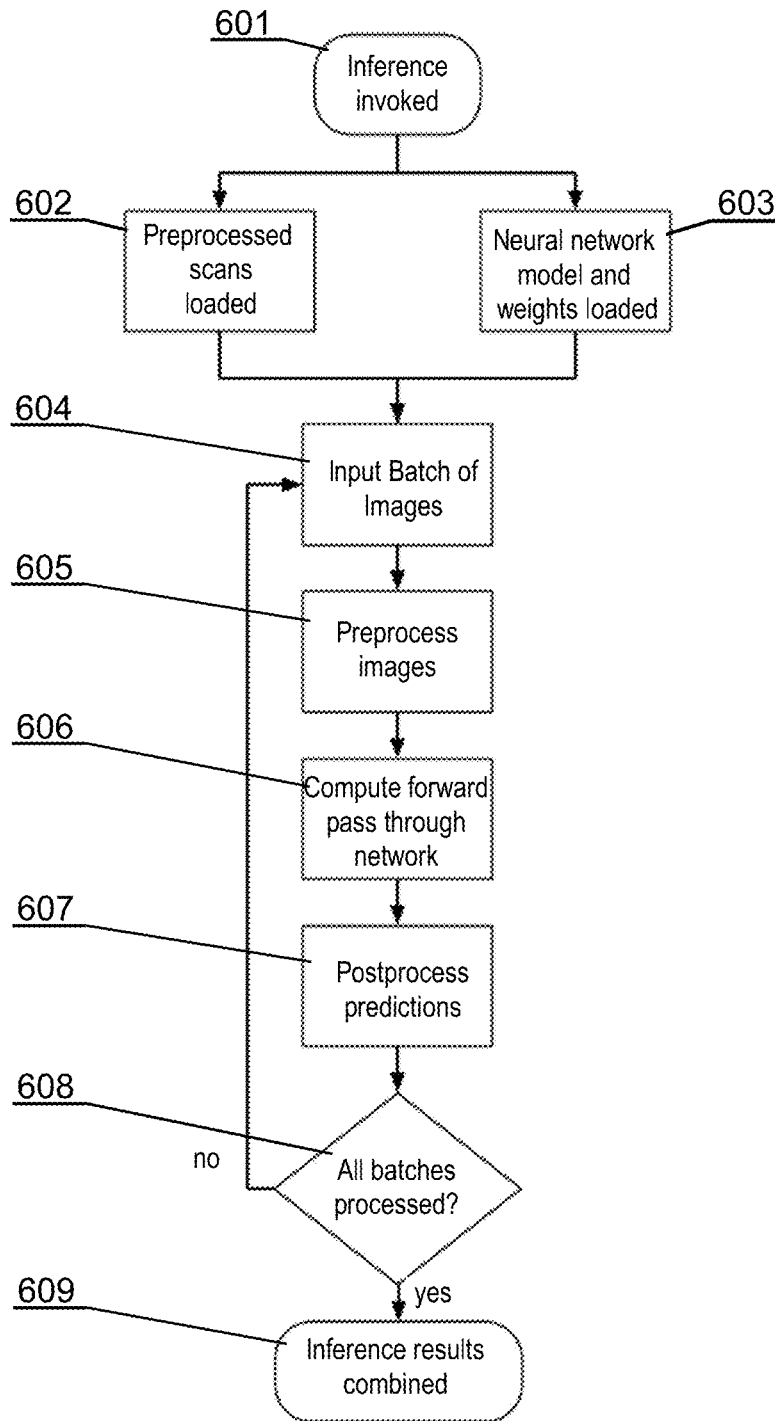 601
Inference
invoked
602
Preprocessed
scans
loaded
603
Neural network
model and
weights loaded
604
Input Batch of
Images
605
Preprocess
images
606
Compute forward
pass through
network
607
Postprocess
predictions
608
All batches
processed?
no
yes
609
Inference results
combined